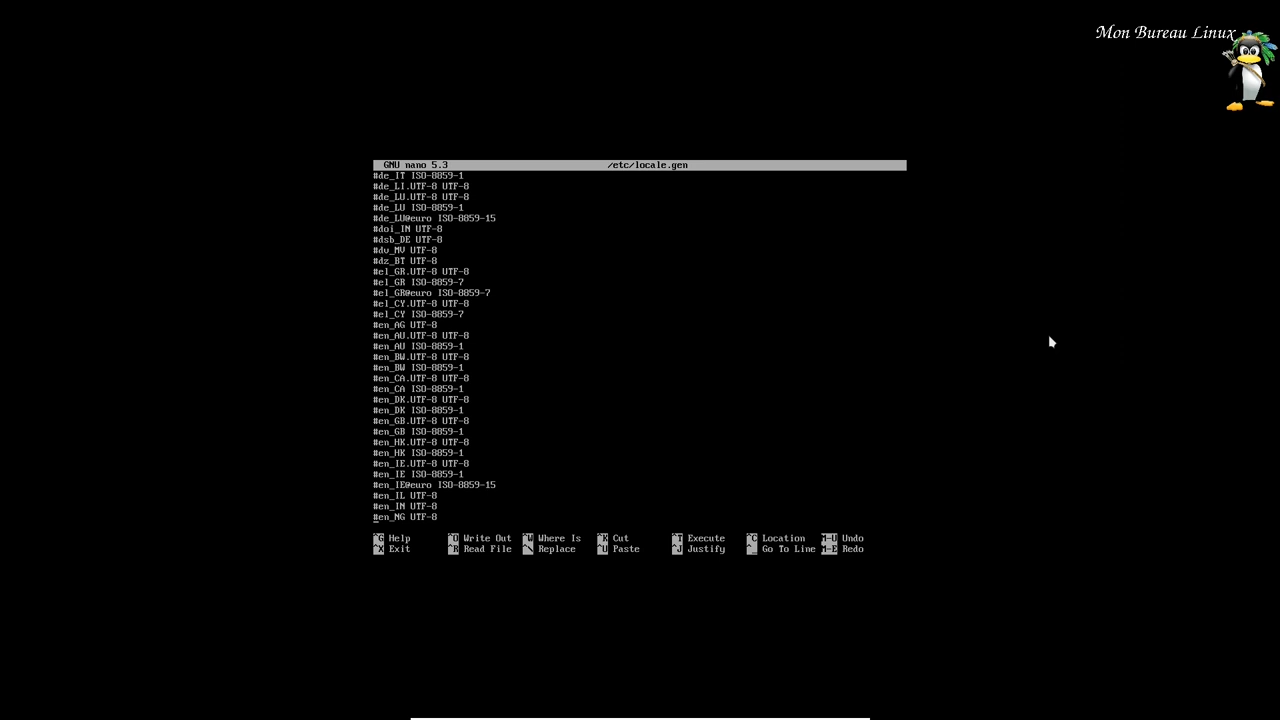 Mon Bureau Linux
GNU nano 5.3 /etc/locale.gen
#de_IT ISO-8859-1
#de_LI.UTF-8 UTF-8
#de_LU.UTF-8 UTF-8
#de_LU ISO-8859-1
#de_LU@euro ISO-8859-15
#doi_IN UTF-8
#dsb_DE UTF-8
#dv_MV UTF-8
#dz_BT UTF-8
#el_GR.UTF-8 UTF-8
#el_GR ISO-8859-7
#el_GR@euro ISO-8859-7
#el_CY.UTF-8 UTF-8
#el_CY ISO-8859-7
#en_AG UTF-8
#en_AU.UTF-8 UTF-8
#en_AU ISO-8859-1
#en_BW.UTF-8 UTF-8
#en_BW ISO-8859-1
#en_CA.UTF-8 UTF-8
#en_CA ISO-8859-1
#en_DK.UTF-8 UTF-8
#en_DK ISO-8859-1
#en_GB.UTF-8 UTF-8
#en_GB ISO-8859-1
#en_HK.UTF-8 UTF-8
#en_HK ISO-8859-1
#en_IE.UTF-8 UTF-8
#en_IE ISO-8859-1
#en_IE@euro ISO-8859-15
#en_IL UTF-8
#en_IN UTF-8
#en_NG UTF-8
^G Help ^O Write Out ^W Where Is ^K Cut ^T Execute ^C Location M-U Undo
^X Exit ^R Read File ^\ Replace ^U Paste ^J Justify ^_ Go To Line M-E Redo